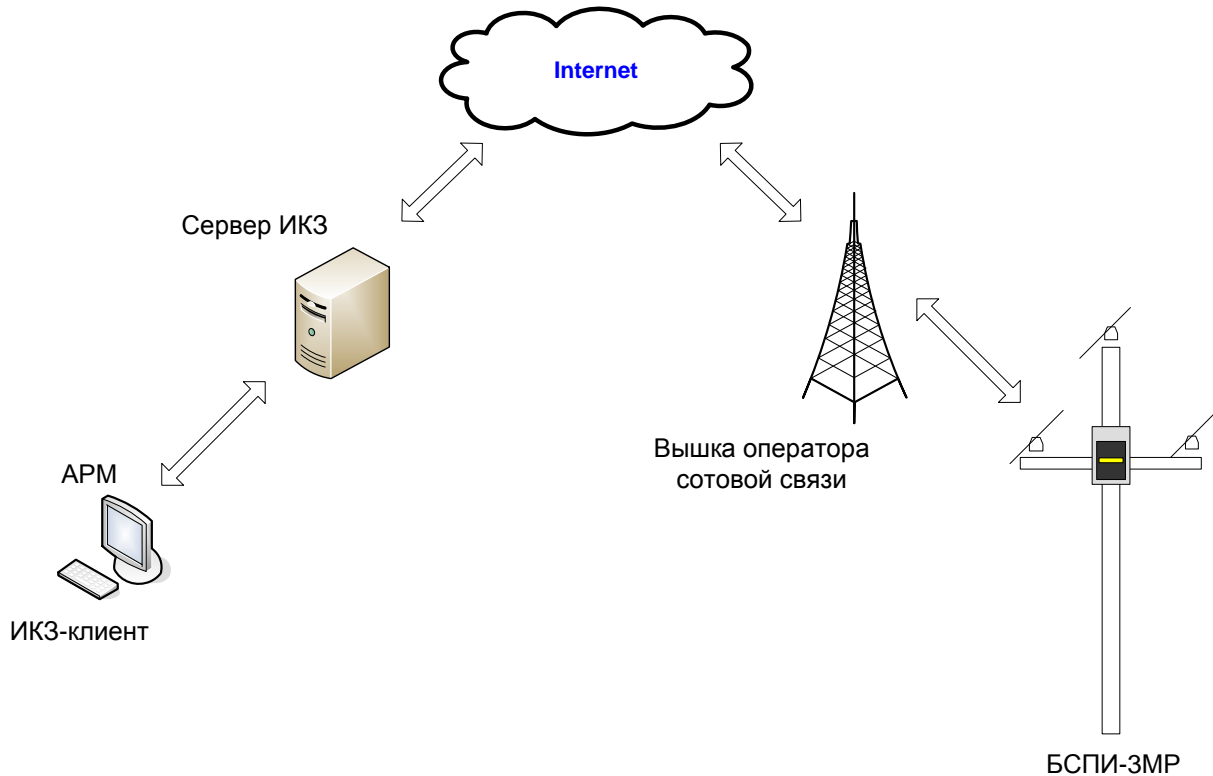 Internet
Сервер ИКЗ
Вышка оператора
сотовой связи
АРМ
ИКЗ-клиент
БСПИ-3МР